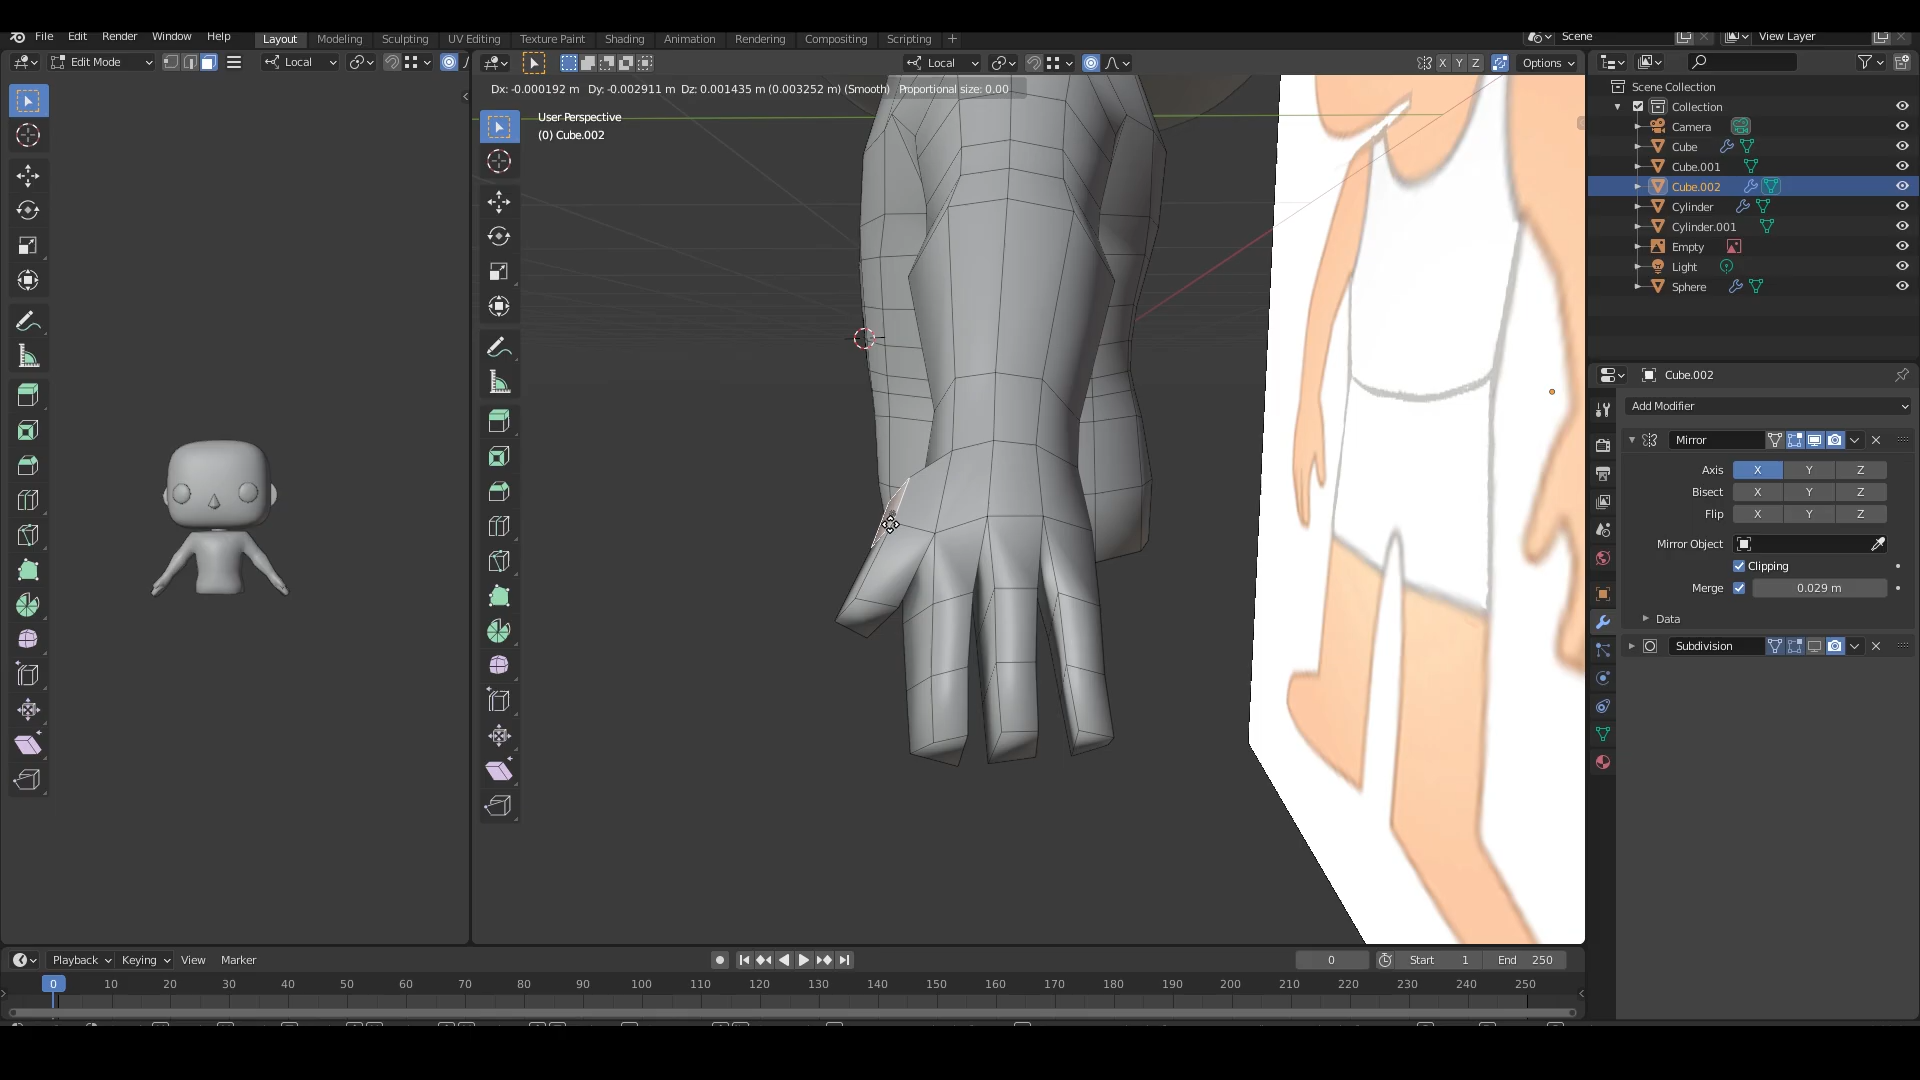 File Edit Render Window Help
Layout Modeling Sculpting UV Editing Texture Paint Shading Animation Rendering Compositing Scripting +
Scene
View Layer
Edit Mode
Local
Local
X Y Z
Options
Dx: -0.000192 m Dy: -0.002911 m Dz: 0.001435 m (0.003252 m) (Smooth) Proportional size: 0.00
User Perspective
(0) Cube.002
Scene Collection
Collection
Camera
Cube
Cube.001
Cube.002
Cylinder
Cylinder.001
Empty
Light
Sphere
Cube.002
Add Modifier
Mirror
Axis X Y Z
Bisect X Y Z
Flip X Y Z
Mirror Object
Clipping
Merge 0.029 m
Data
Subdivision
Playback Keying View Marker
0
Start 1 End 250
0 10 20 30 40 50 60 70 80 90 100 110 120 130 140 150 160 170 180 190 200 210 220 230 240 250